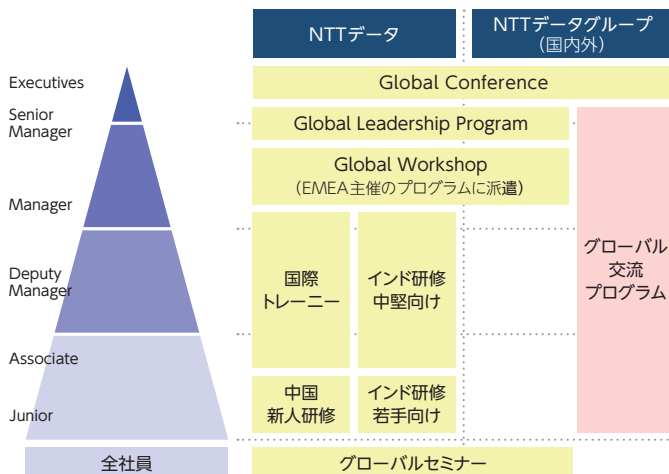 NTTデータ
NTTデータグループ
（国内外）
Executives
Global Conference
Senior
Manager
Global Leadership Program
Global Workshop
(EMEA主催のプログラムに派遣)
Manager
Deputy
Manager
国際
トレーニー
インド研修
中堅向け
グローバル
交流
プログラム
Associate
Junior
中国
新人研修
インド研修
若手向け
全社員
グローバルセミナー